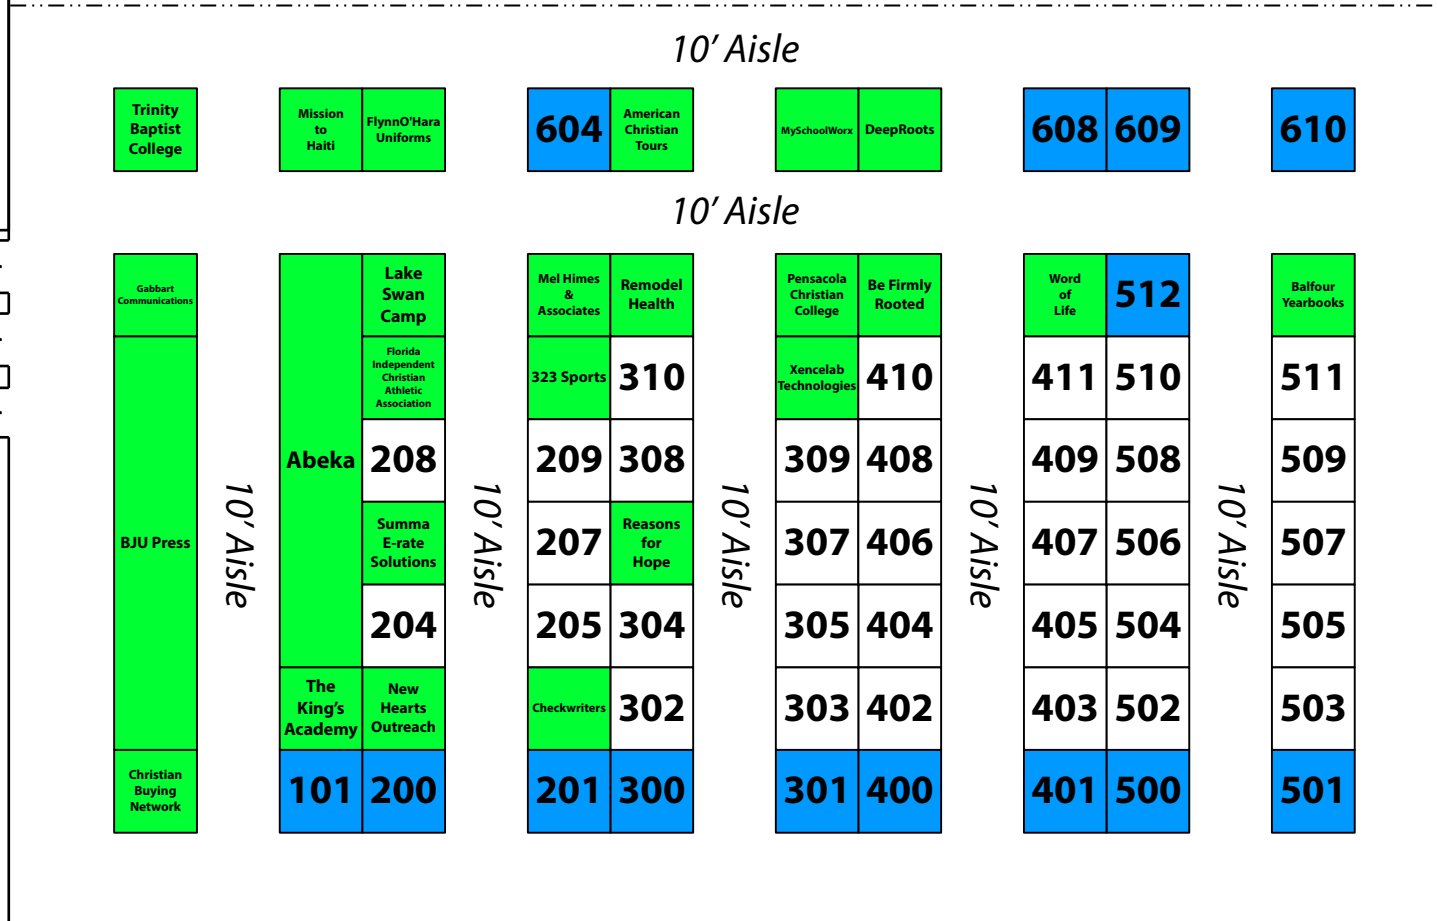 10’ Aisle
Trinity
Baptist
College
Mission
to
Haiti
FlynnO'Hara
Uniforms
604
American
Christian
Tours
MySchoolWorx
DeepRoots
608
609
610
10’ Aisle
Gabbart
Communications
Lake
Swan
Camp
Mel Himes
&
Associates
Remodel
Health
Pensacola
Christian
College
Be Firmly
Rooted
Word
of
Life
512
Balfour
Yearbooks
Florida
Independent
Christian
Athletic
Association
323 Sports
310
Xencelab
Technologies
410
411
510
511
Abeka
208
209
308
309
408
409
508
509
BJU Press
10’ Aisle
Summa
E-rate
Solutions
10’ Aisle
207
Reasons
for
Hope
10’ Aisle
307
406
10’ Aisle
407
506
10’ Aisle
507
204
205
304
305
404
405
504
505
The
King’s
Academy
New
Hearts
Outreach
Checkwriters
302
303
402
403
502
503
Christian
Buying
Network
101
200
201
300
301
400
401
500
501